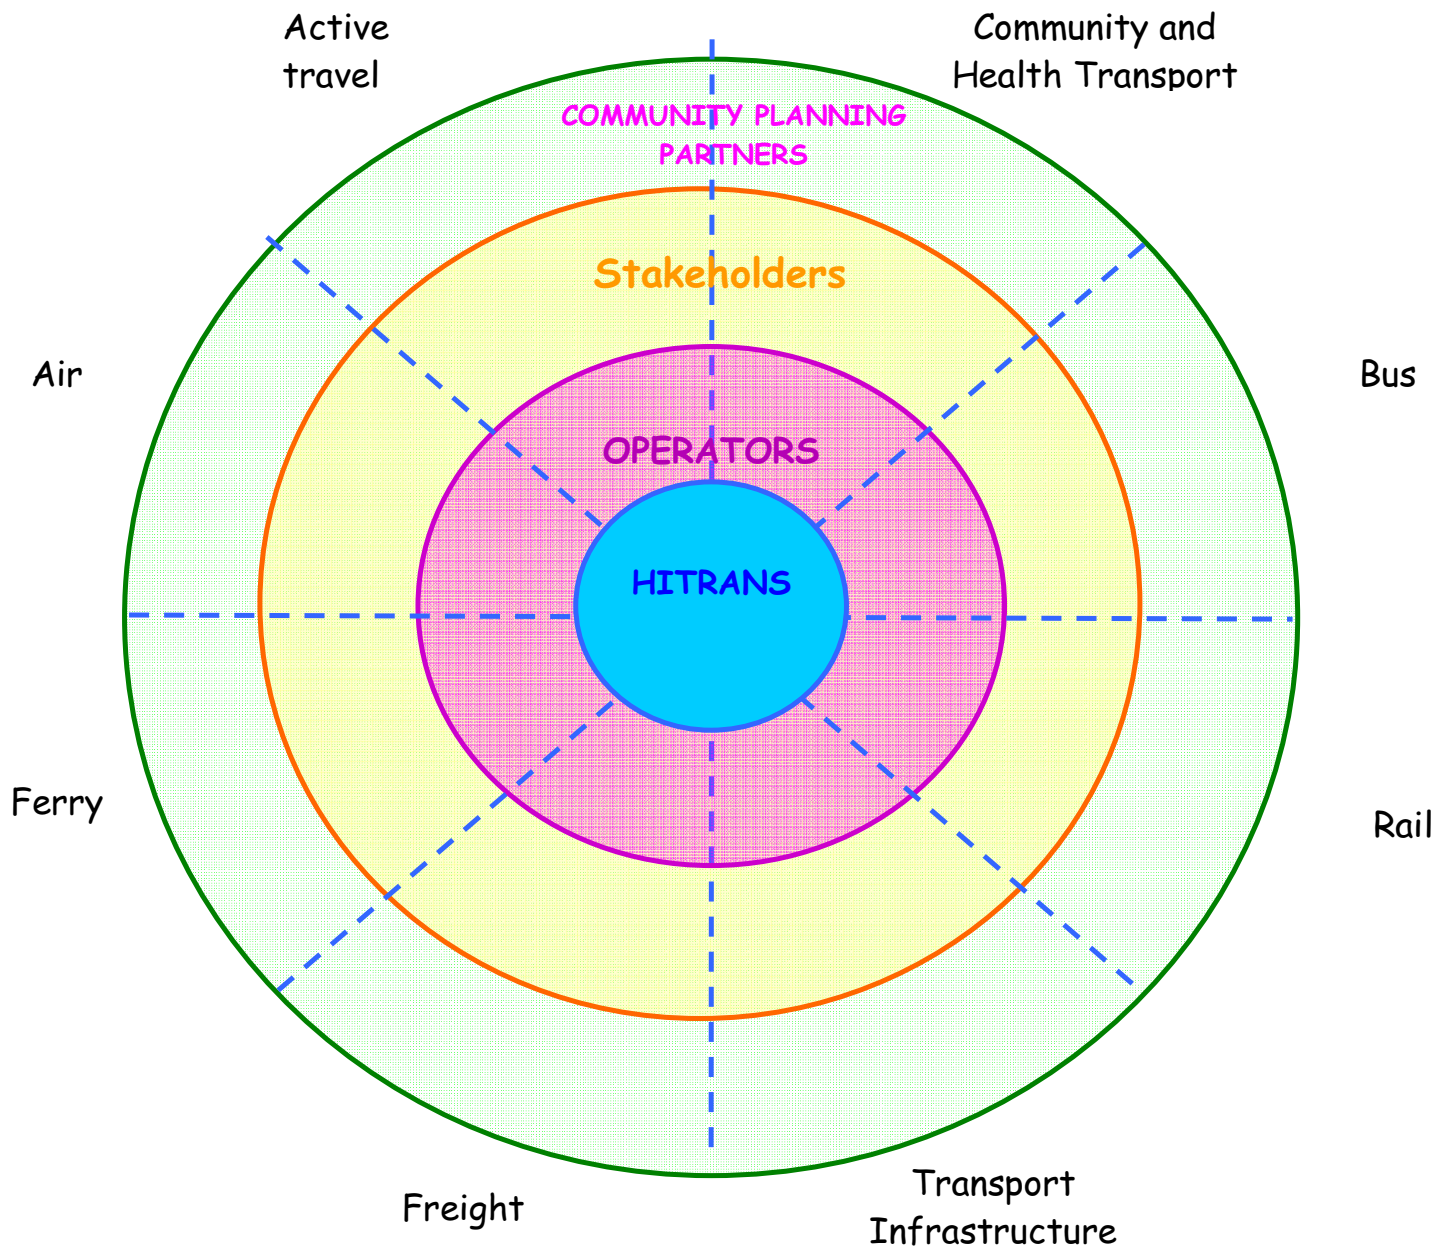 Active
travel
Community and
Health Transport
COMMUNITY PLANNING
PARTNERS
Stakeholders
Air
Bus
OPERATORS
HITRANS
Ferry
Rail
Freight
Transport
Infrastructure